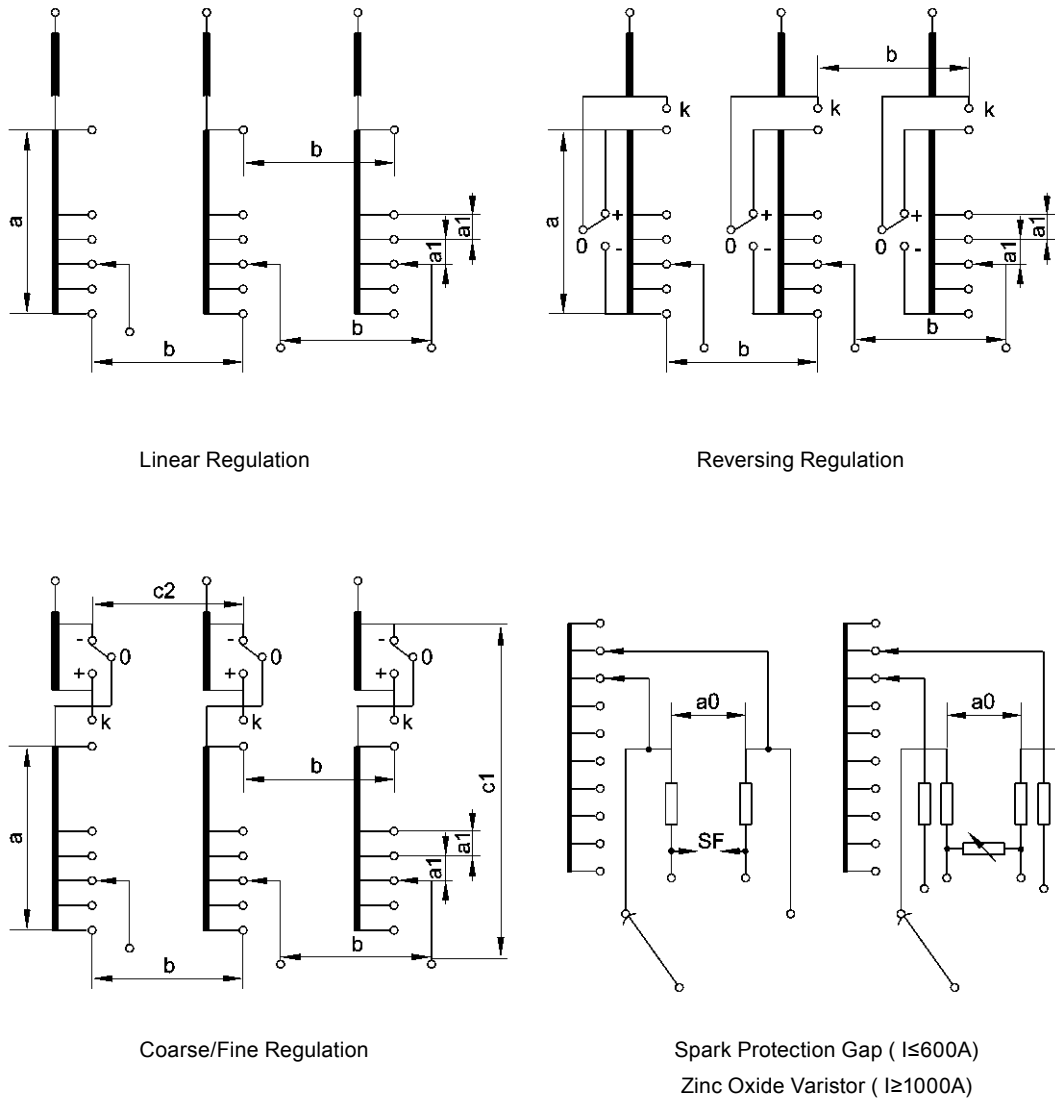 b
k
k
k
b
a
a1
a1
b
b
a
+
0
-
+
0
-
+
0
-
a1
a1
b
b
Linear Regulation
Reversing Regulation
c2
-
0
+
k
-
0
+
k
-
0
+
k
b
a
a1
a1
c1
b
b
a0
SF
a0
Coarse/Fine Regulation
Spark Protection Gap ( I≤600A)
Zinc Oxide Varistor ( I≥1000A)